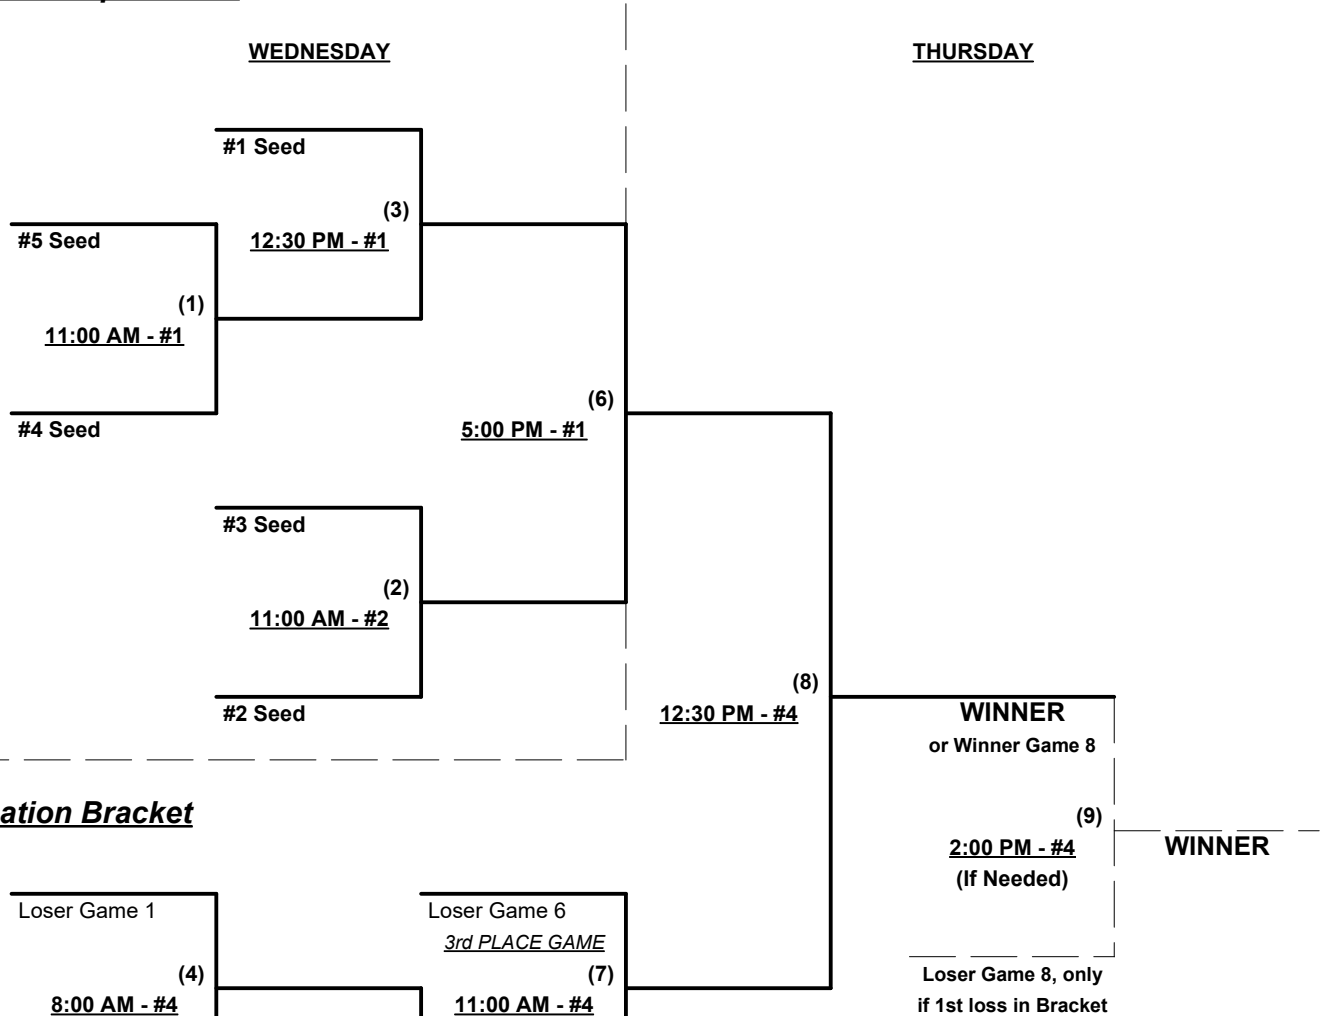 WEDNESDAY
THURSDAY
#1 Seed
(3)
#5 Seed
12:30 PM - #1
(1)
11:00 AM - #1
(6)
#4 Seed
5:00 PM - #1
#3 Seed
(2)
11:00 AM - #2
(8)
#2 Seed
12:30 PM - #4
WINNER
or Winner Game 8
ation Bracket
(9)
2:00 PM - #4
WINNER
(If Needed)
Loser Game 1
Loser Game 6
3rd PLACE GAME
(4)
(7)
Loser Game 8, only
8:00 AM - #4
11:00 AM - #4
if 1st loss in Bracket